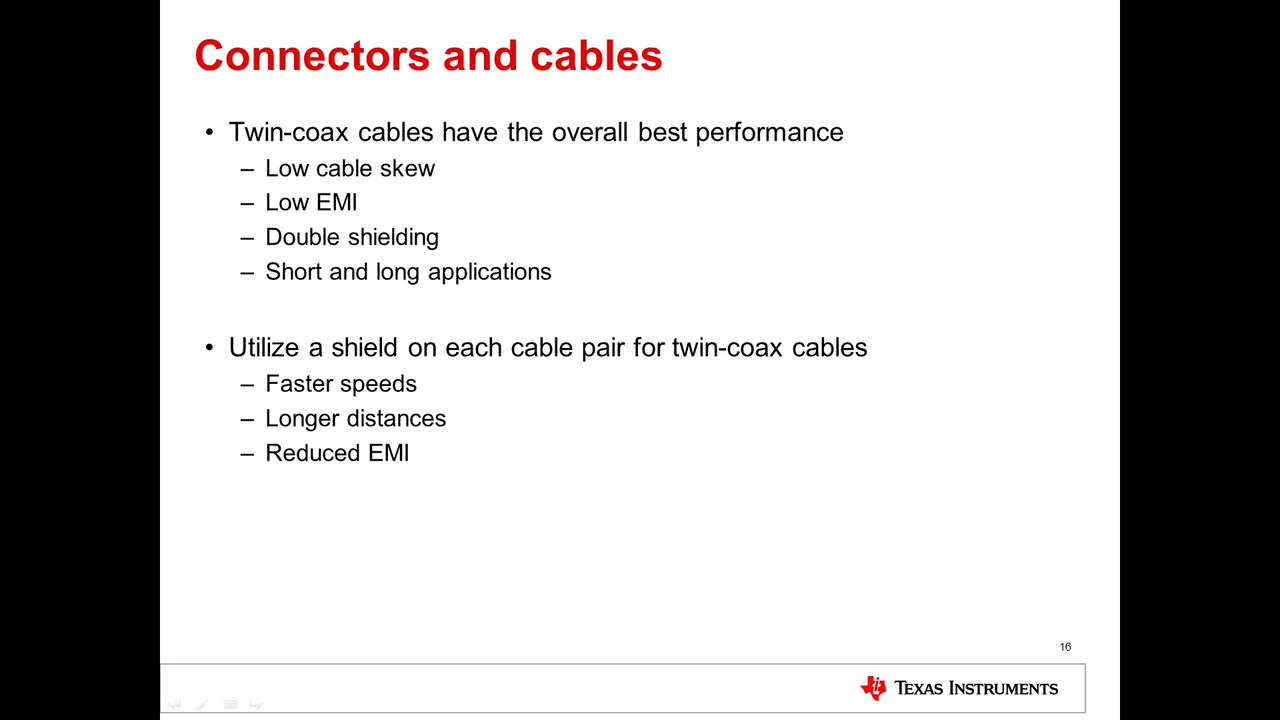 Connectors and cables
• Twin-coax cables have the overall best performance
– Low cable skew
– Low EMI
– Double shielding
– Short and long applications
• Utilize a shield on each cable pair for twin-coax cables
– Faster speeds
– Longer distances
– Reduced EMI
16
TEXAS INSTRUMENTS